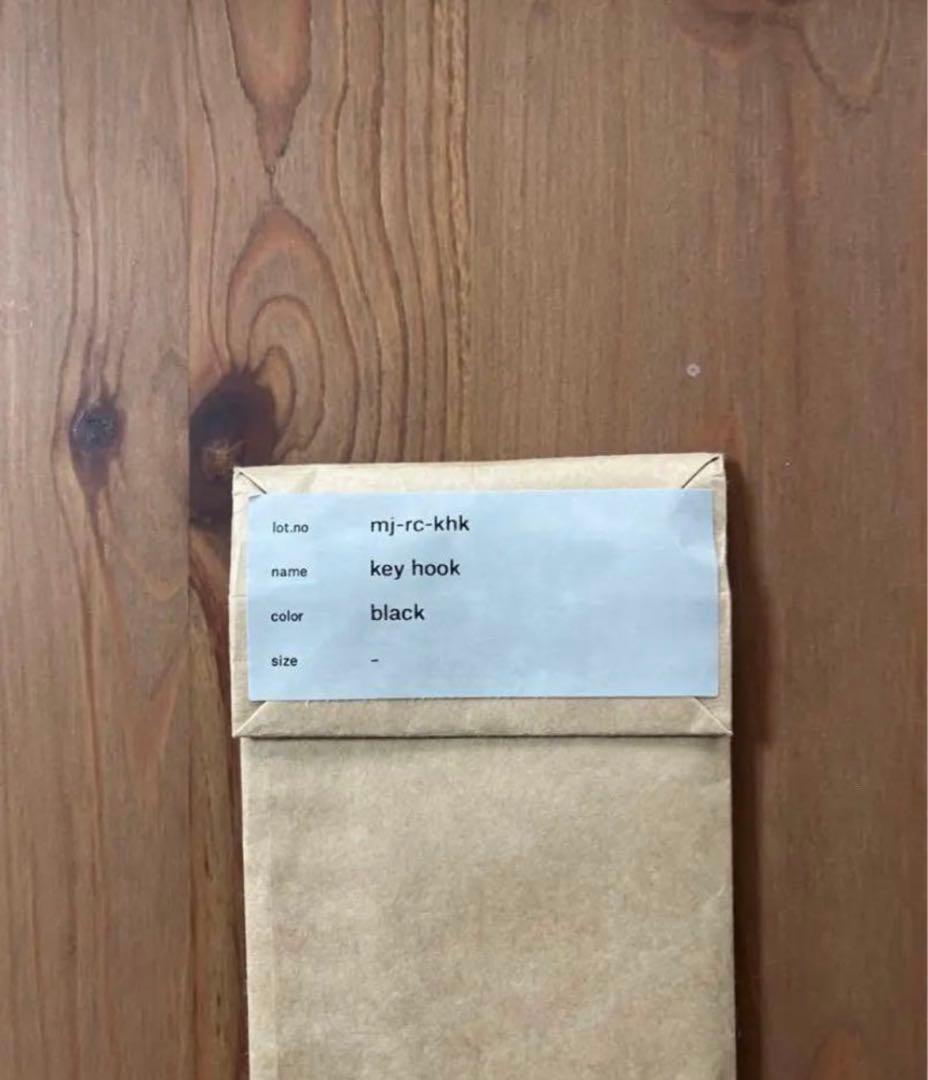 lot.no mj-rc-khk
name key hook
color black
size -